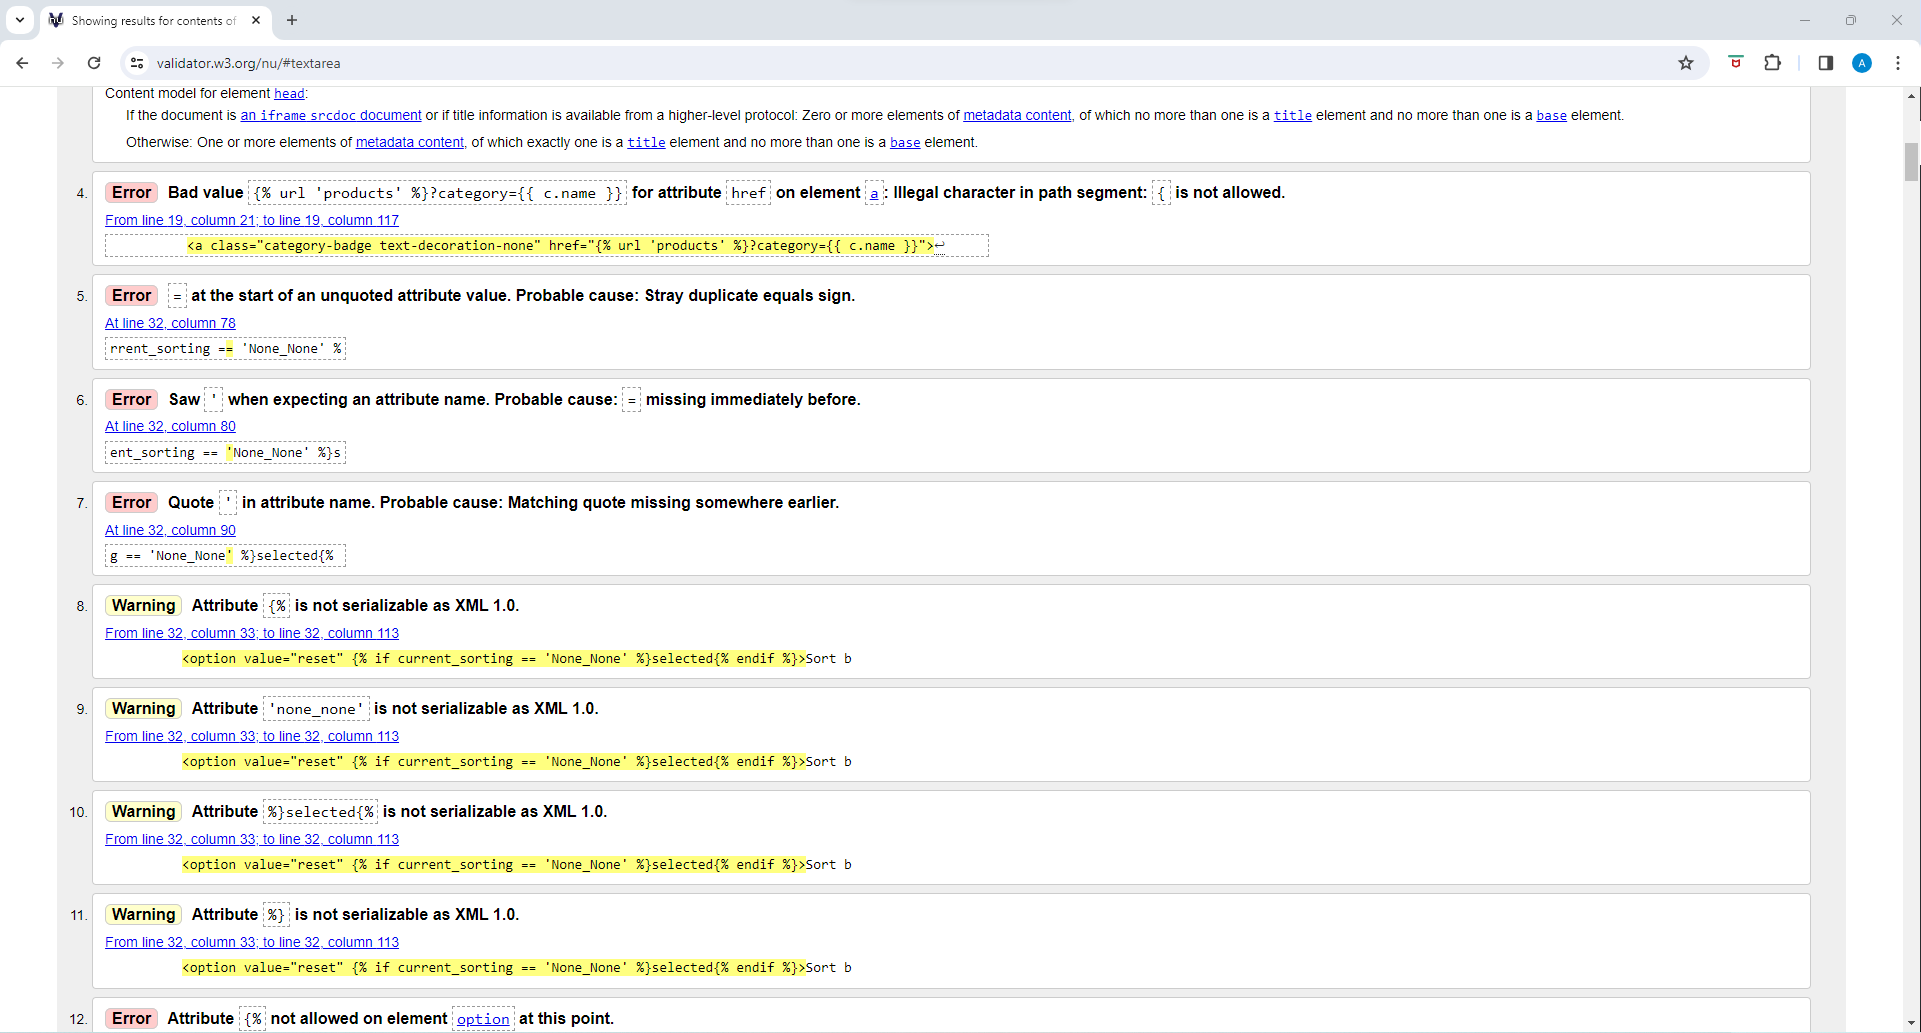 Showing results for contents of
validator.w3.org/nu/#textarea
A
Content model for element head:
If the document is an iframe srcdoc document or if title information is available from a higher-level protocol: Zero or more elements of metadata content, of which no more than one is a title element and no more than one is a base element.
Otherwise: One or more elements of metadata content, of which exactly one is a title element and no more than one is a base element.
4. Error Bad value {% url 'products' %}?category={{ c.name }} for attribute href on element a: Illegal character in path segment: { is not allowed.
From line 19, column 21; to line 19, column 117
<a class="category-badge text-decoration-none" href="{% url 'products' %}?category={{ c.name }}">↩
5. Error = at the start of an unquoted attribute value. Probable cause: Stray duplicate equals sign.
At line 32, column 78
rrent_sorting == 'None_None' %
6. Error Saw ' when expecting an attribute name. Probable cause: = missing immediately before.
At line 32, column 80
ent_sorting == 'None_None' %}s
7. Error Quote ' in attribute name. Probable cause: Matching quote missing somewhere earlier.
At line 32, column 90
g == 'None_None' %}selected{%
8. Warning Attribute {% is not serializable as XML 1.0.
From line 32, column 33; to line 32, column 113
<option value="reset" {% if current_sorting == 'None_None' %}selected{% endif %}>Sort b
9. Warning Attribute 'none_none' is not serializable as XML 1.0.
From line 32, column 33; to line 32, column 113
<option value="reset" {% if current_sorting == 'None_None' %}selected{% endif %}>Sort b
10. Warning Attribute %}selected{% is not serializable as XML 1.0.
From line 32, column 33; to line 32, column 113
<option value="reset" {% if current_sorting == 'None_None' %}selected{% endif %}>Sort b
11. Warning Attribute %} is not serializable as XML 1.0.
From line 32, column 33; to line 32, column 113
<option value="reset" {% if current_sorting == 'None_None' %}selected{% endif %}>Sort b
12. Error Attribute {% not allowed on element option at this point.